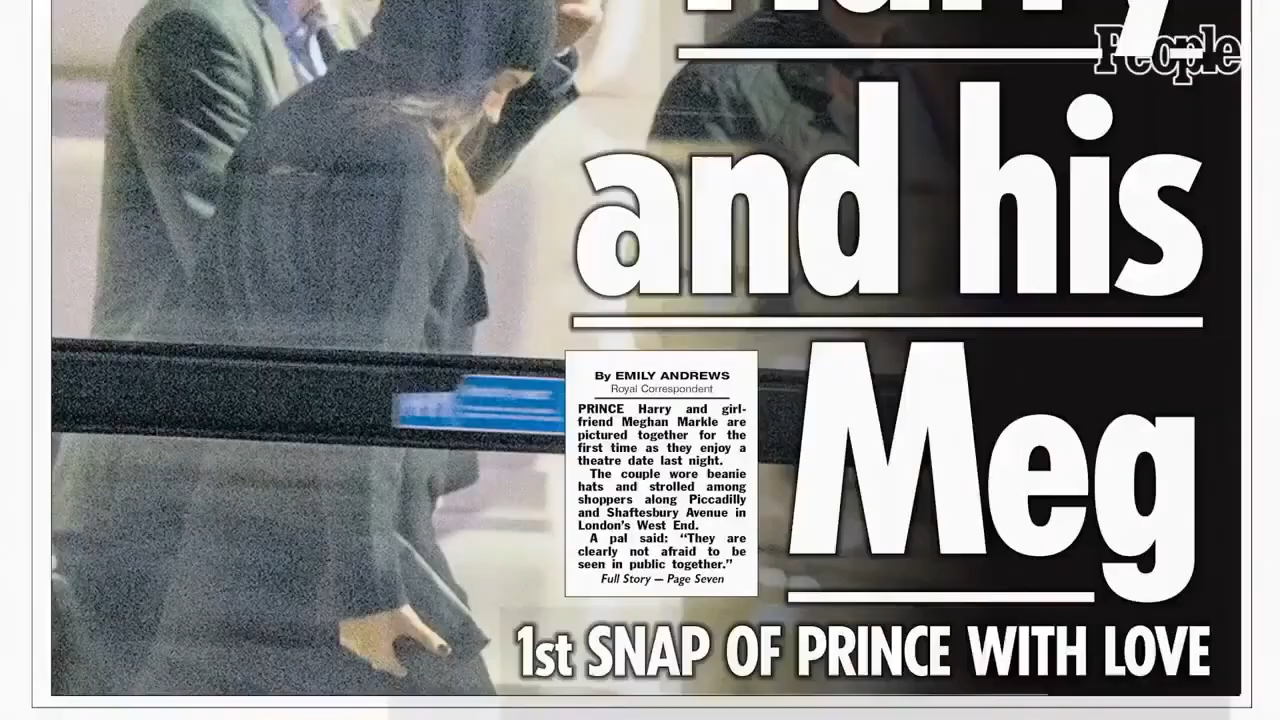 Harry
People
and his
Meg
By EMILY ANDREWS
Royal Correspondent
PRINCE Harry and girl-
friend Meghan Markle are
pictured together for the
first time as they enjoy a
theatre date last night.
The couple wore beanie
hats and strolled among
shoppers along Piccadilly
and Shaftesbury Avenue in
London's West End.
A pal said: “They are
clearly not afraid to be
seen in public together.”
Full Story — Page Seven
1st SNAP OF PRINCE WITH LOVE